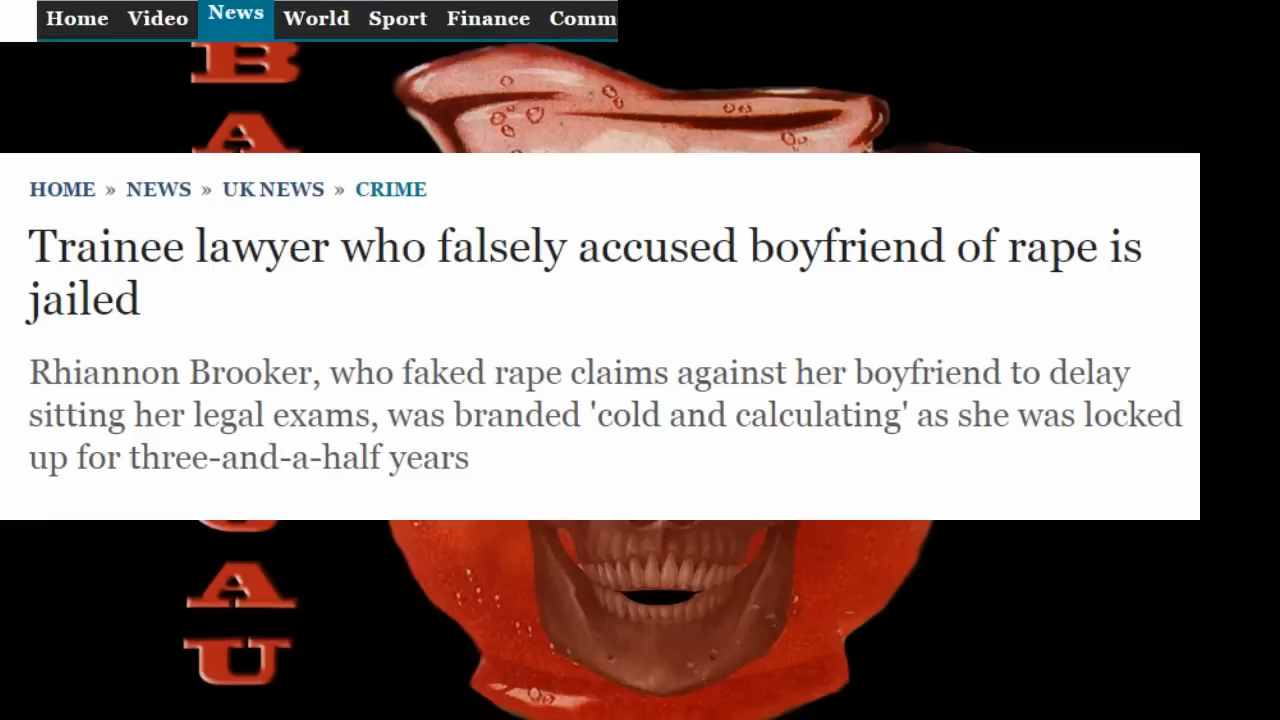 Home Video News World Sport Finance Comm
B
A
HOME » NEWS » UK NEWS » CRIME
Trainee lawyer who falsely accused boyfriend of rape is
jailed
Rhiannon Brooker, who faked rape claims against her boyfriend to delay
sitting her legal exams, was branded 'cold and calculating' as she was locked
up for three-and-a-half years
A
U